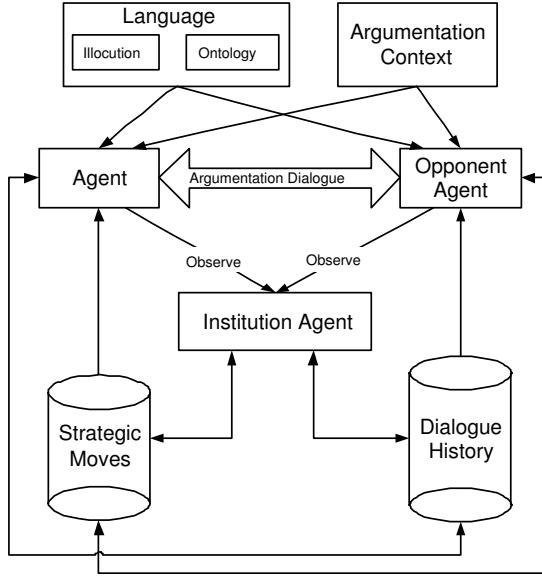 Language
Illocution
Ontology
Argumentation
Context
Agent
Argumentation Dialogue
Opponent
Agent
Observe
Observe
Institution Agent
Strategic
Moves
Dialogue
History